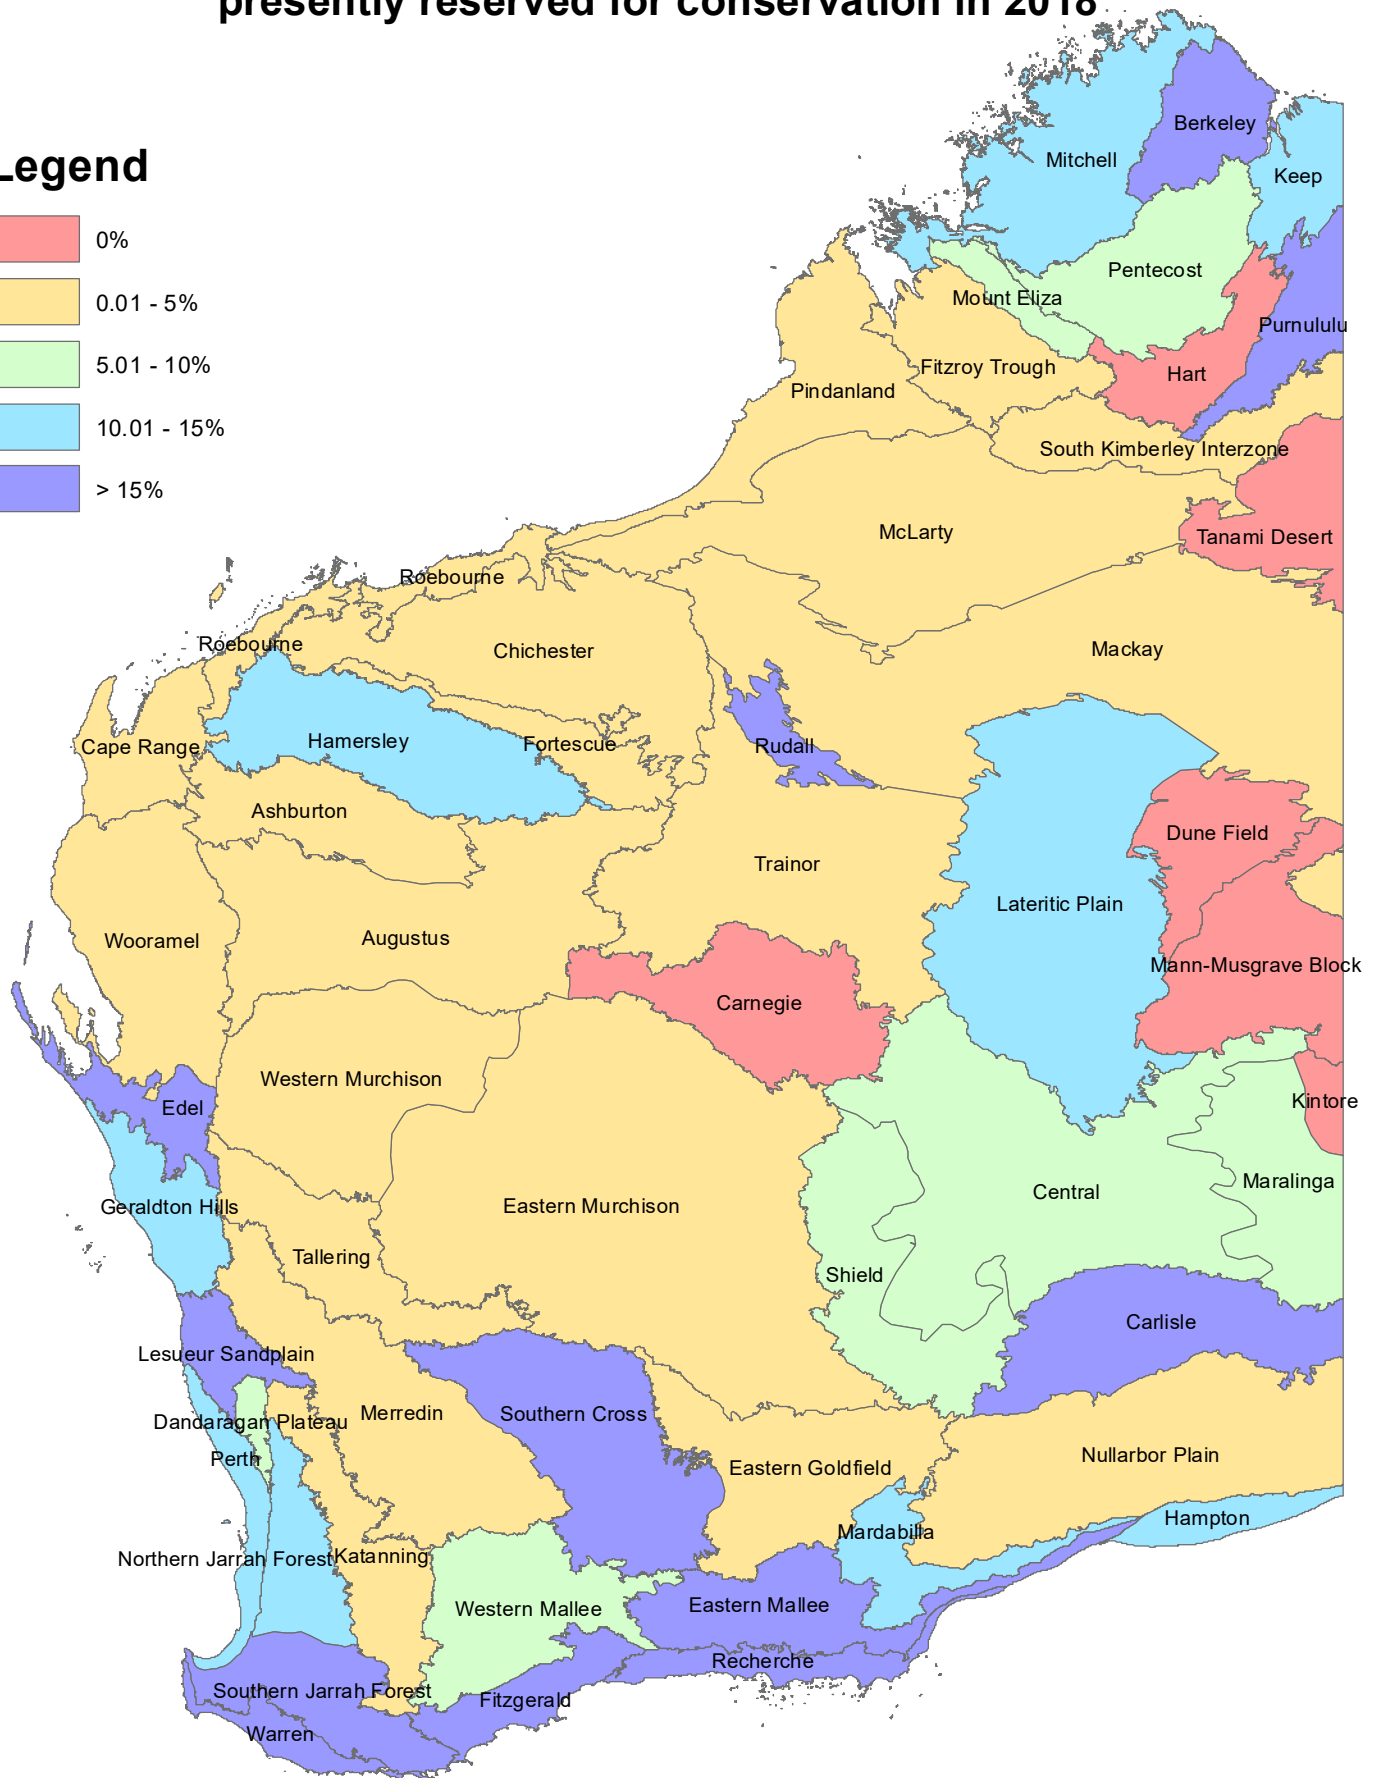 presently reserved for conservation in 2018
Legend
0%
0.01 - 5%
5.01 - 10%
10.01 - 15%
> 15%
Berkeley
Mitchell
Keep
Pentecost
Mount Eliza
Purnululu
Fitzroy Trough
Hart
Pindanland
South Kimberley Interzone
McLarty
Tanami Desert
Roebourne
Roebourne
Chichester
Mackay
Hamersley
Fortescue
Cape Range
Rudall
Ashburton
Dune Field
Trainor
Lateritic Plain
Wooramel
Augustus
Mann-Musgrave Block
Carnegie
Western Murchison
Kintore
Edel
Maralinga
Central
Geraldton Hills
Eastern Murchison
Tallering
Shield
Carlisle
Lesueur Sandplain
Merredin
Southern Cross
Dandaragan Plateau
Nullarbor Plain
Perth
Eastern Goldfield
Hampton
Mardabilla
Northern Jarrah Forest
Katanning
Eastern Mallee
Western Mallee
Recherche
Southern Jarrah Forest
Fitzgerald
Warren